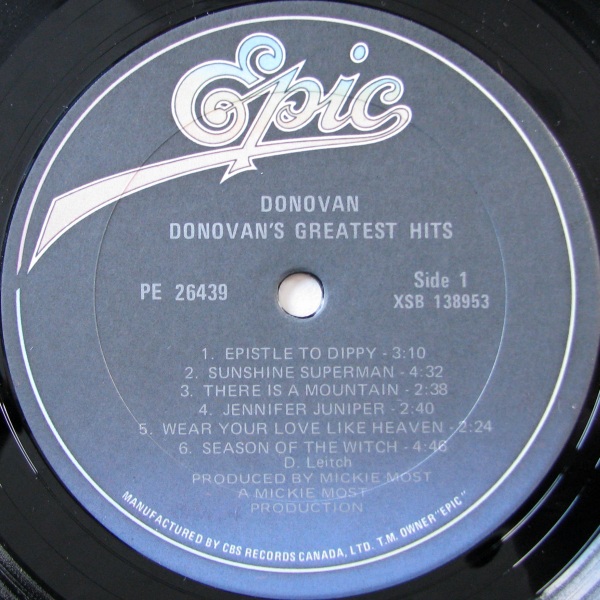 Epic
DONOVAN
DONOVAN'S GREATEST HITS
PE 26439
Side 1
XSB 138953
1. EPISTLE TO DIPPY - 3:10
2. SUNSHINE SUPERMAN - 4:32
3. THERE IS A MOUNTAIN - 2:38
4. JENNIFER JUNIPER - 2:40
5. WEAR YOUR LOVE LIKE HEAVEN - 2:24
6. SEASON OF THE WITCH - 4:46
D. Leitch
PRODUCED BY MICKIE MOST
A MICKIE MOST
PRODUCTION
MANUFACTURED BY CBS RECORDS CANADA, LTD. T.M. OWNER "EPIC"